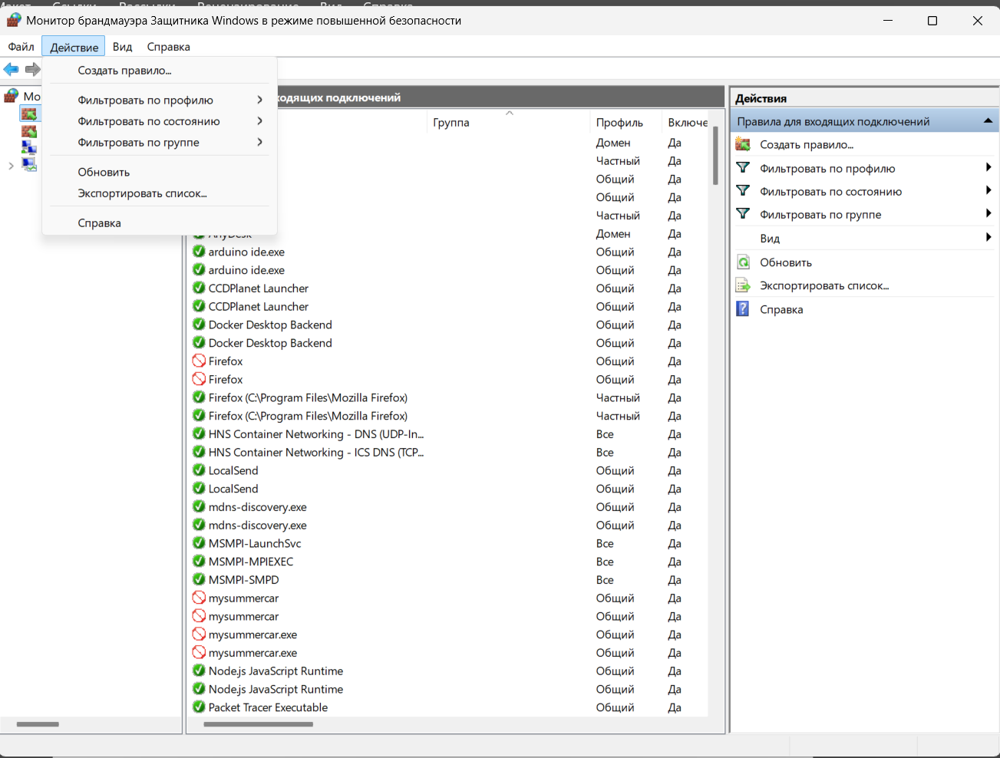 Макет Ссылки Рассылки Рецензирование Вид Справка
Монитор брандмауэра Защитника Windows в режиме повышенной безопасности
Файл Действие Вид Справка
Создать правило...
Фильтровать по профилю
Фильтровать по состоянию
Фильтровать по группе
Обновить
Экспортировать список...
Справка
Мо
ходящих подключений
Группа Профиль Включе
Домен Да
Частный Да
Общий Да
Общий Да
Частный Да
AnyDesk Домен Да
arduino ide.exe Общий Да
arduino ide.exe Общий Да
CCDPlanet Launcher Общий Да
CCDPlanet Launcher Общий Да
Docker Desktop Backend Общий Да
Docker Desktop Backend Общий Да
Firefox Общий Да
Firefox Общий Да
Firefox (C:\Program Files\Mozilla Firefox) Частный Да
Firefox (C:\Program Files\Mozilla Firefox) Частный Да
HNS Container Networking - DNS (UDP-In... Все Да
HNS Container Networking - ICS DNS (TCP... Все Да
LocalSend Общий Да
LocalSend Общий Да
mdns-discovery.exe Общий Да
mdns-discovery.exe Общий Да
MSMPI-LaunchSvc Все Да
MSMPI-MPIEXEC Все Да
MSMPI-SMPD Все Да
mysummercar Общий Да
mysummercar Общий Да
mysummercar.exe Общий Да
mysummercar.exe Общий Да
Node.js JavaScript Runtime Общий Да
Node.js JavaScript Runtime Общий Да
Packet Tracer Executable Общий Да
Действия
Правила для входящих подключений
Создать правило...
Фильтровать по профилю
Фильтровать по состоянию
Фильтровать по группе
Вид
Обновить
Экспортировать список...
Справка